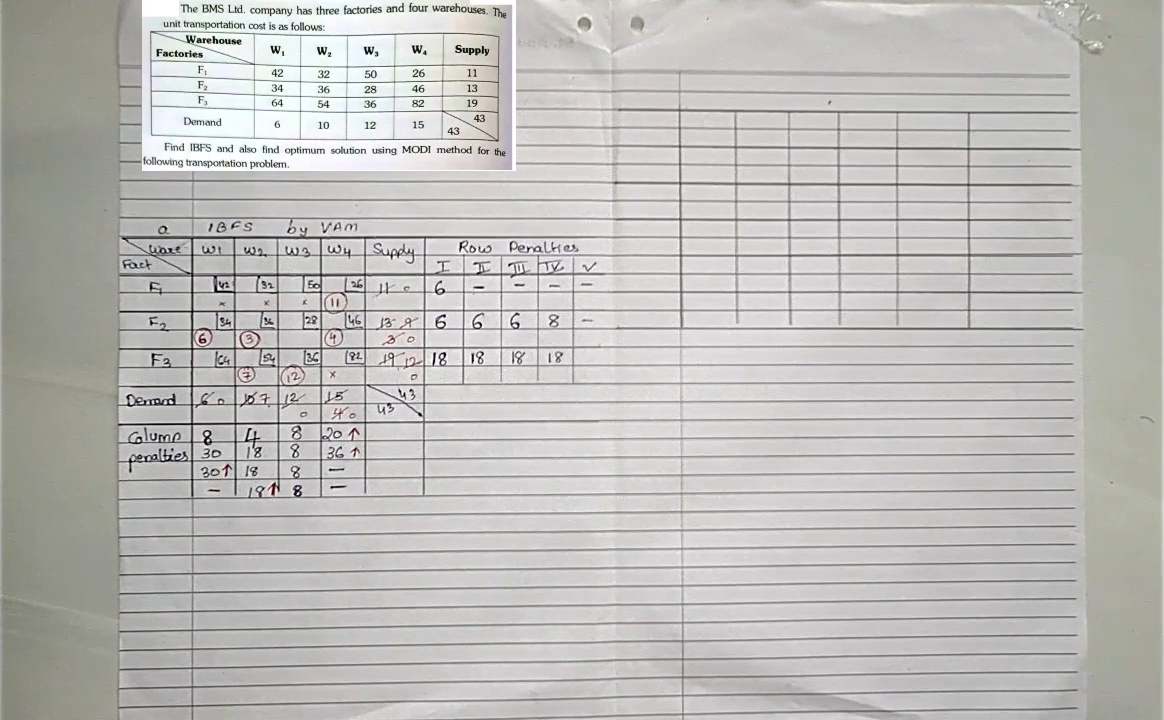 The BMS Ltd. company has three factories and four warehouses. The
unit transportation cost is as follows:
Warehouse
Factories W₁ W₂ W₃ W₄ Supply
F₁ 42 32 50 26 11
F₂ 34 36 28 46 13
F₃ 64 54 36 82 19
Demand 6 10 12 15 43 43
Find IBFS and also find optimum solution using MODI method for the
following transportation problem.
a IBFS by VAM
Ware W1 W2 W3 W4 Supply Row Penalties
Fact I II III IV V
F1 42 32 50 26 11 0 6 - - - -
x x x 11
F2 34 36 28 46 13 9 6 6 6 8 -
6 3 4 3 0
F3 64 54 36 82 19 12 18 18 18 18
7 12 x 0
Demand 6 0 10 7 12 15 43
0 4 0 43
Column 8 4 8 20 ↑
penalties 30 18 8 36 ↑
30 ↑ 18 8 -
- 18 ↑ 8 -